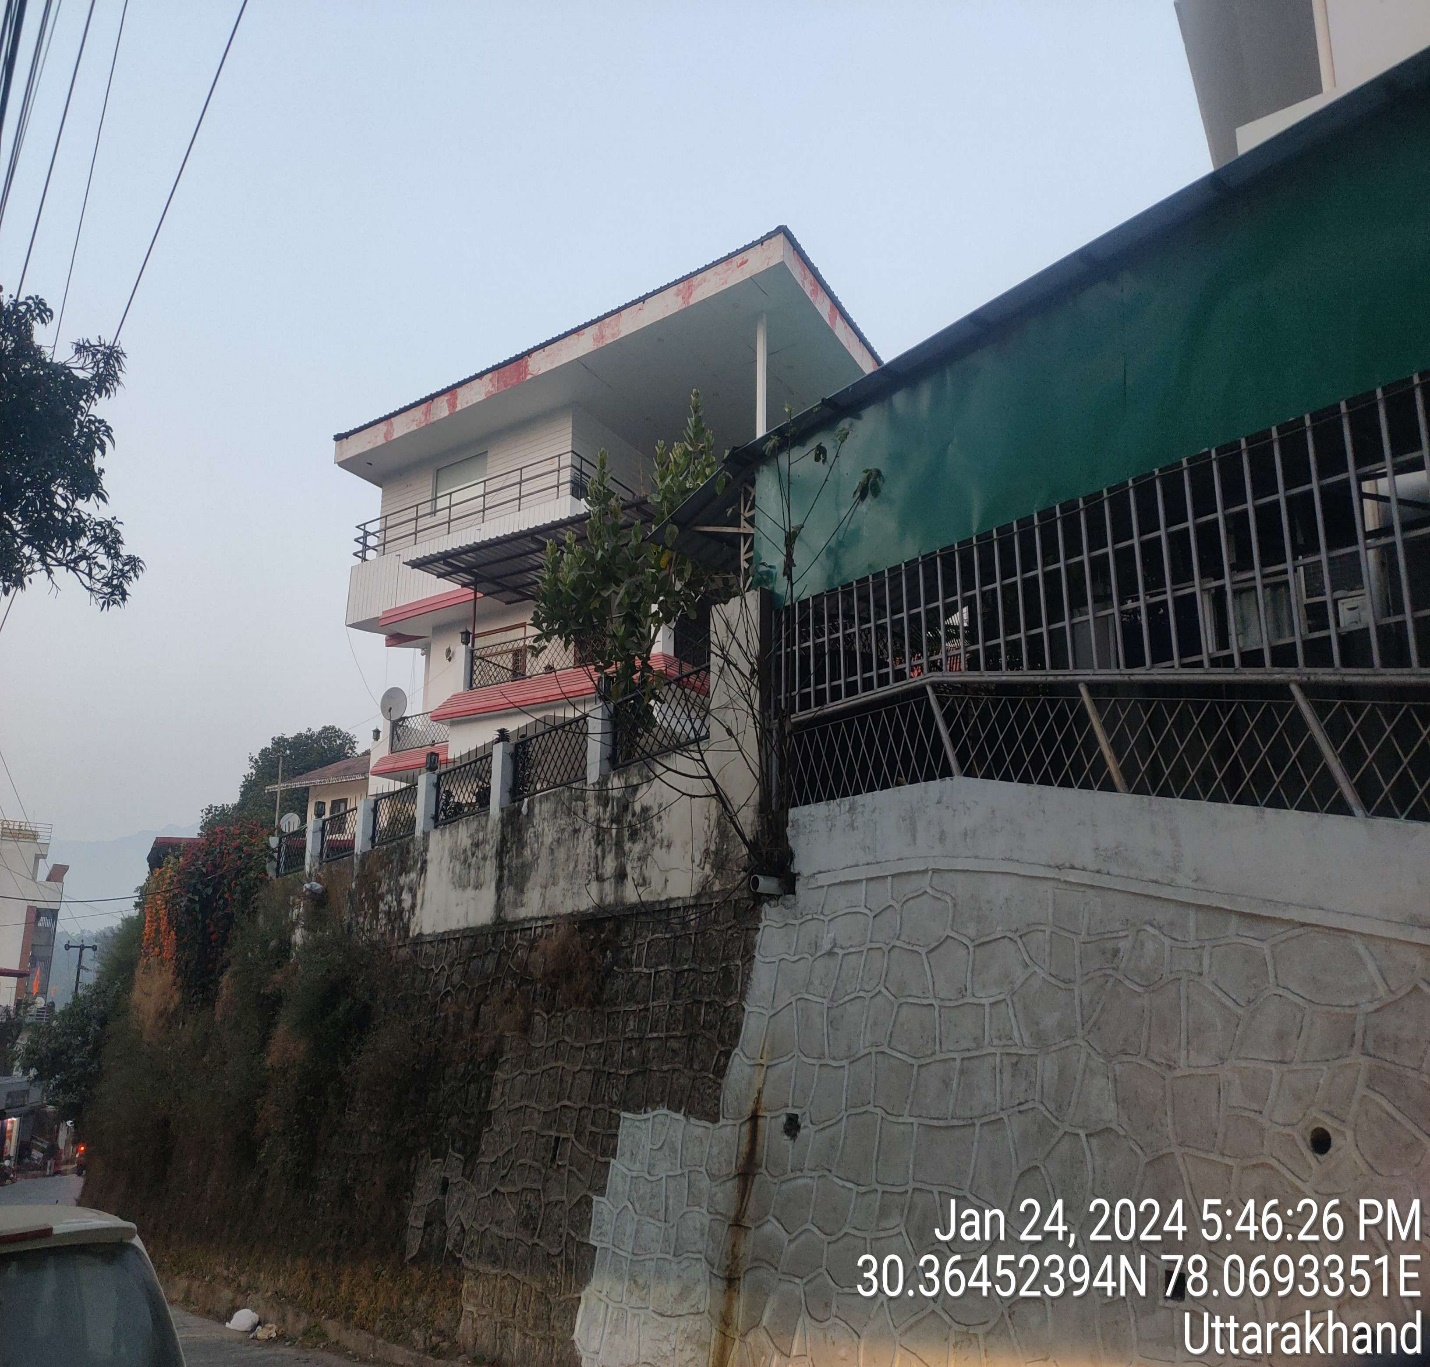 Jan 24, 2024 5:46:26 PM
30.36452394N 78.0693351E
Uttarakhand